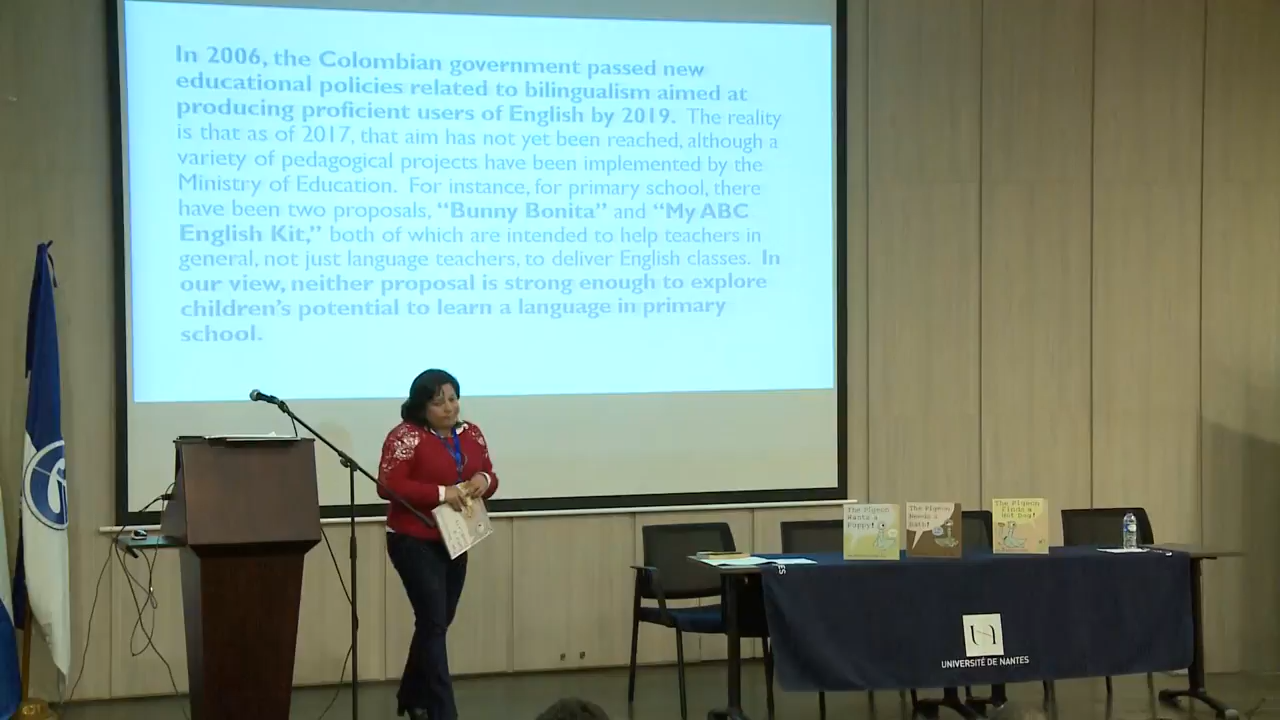 In 2006, the Colombian government passed new
educational policies related to bilingualism aimed at
producing proficient users of English by 2019. The reality
is that as of 2017, that aim has not yet been reached, although a
variety of pedagogical projects have been implemented by the
Ministry of Education. For instance, for primary school, there
have been two proposals, “Bunny Bonita” and “My ABC
English Kit,” both of which are intended to help teachers in
general, not just language teachers, to deliver English classes. In
our view, neither proposal is strong enough to explore
children’s potential to learn a language in primary
school.
The Pigeon
Wants a
Puppy!
The Pigeon
Needs a
Bath!
The Pigeon
Finds a
Hot Dog!
UNIVERSITÉ DE NANTES